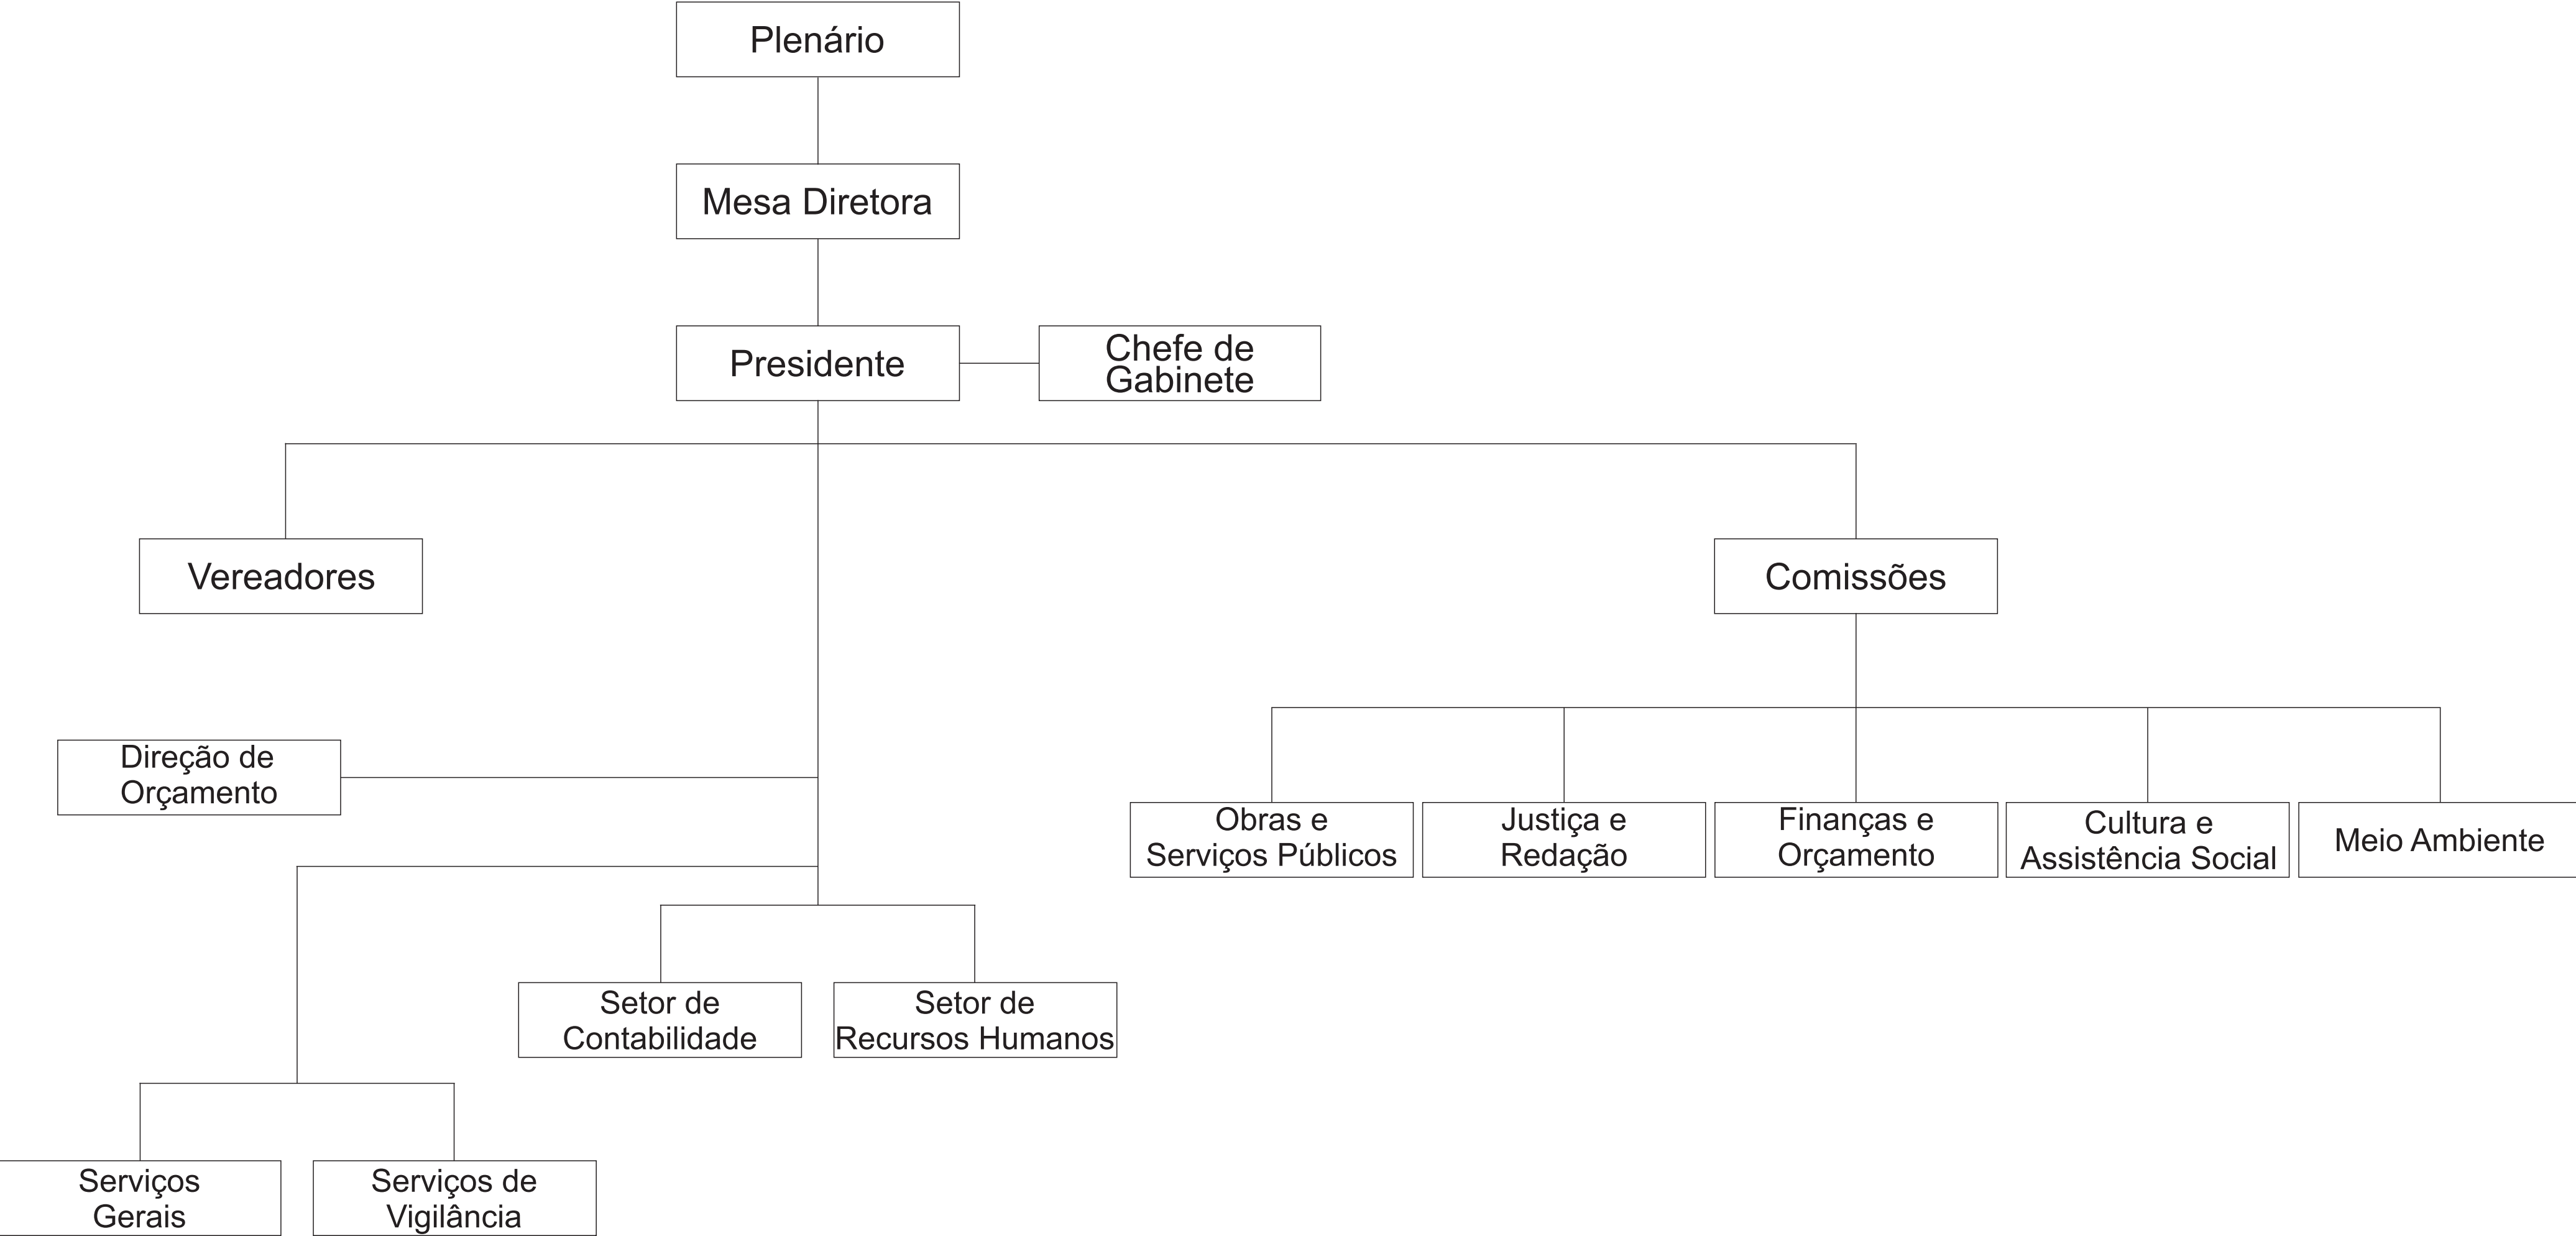 Plenário
Mesa Diretora
Presidente
Chefe de
Gabinete
Vereadores
Comissões
Direção de
Orçamento
Obras e
Serviços Públicos
Justiça e
Redação
Finanças e
Orçamento
Cultura e
Assistência Social
Meio Ambiente
Setor de
Contabilidade
Setor de
Recursos Humanos
Serviços
Gerais
Serviços de
Vigilância